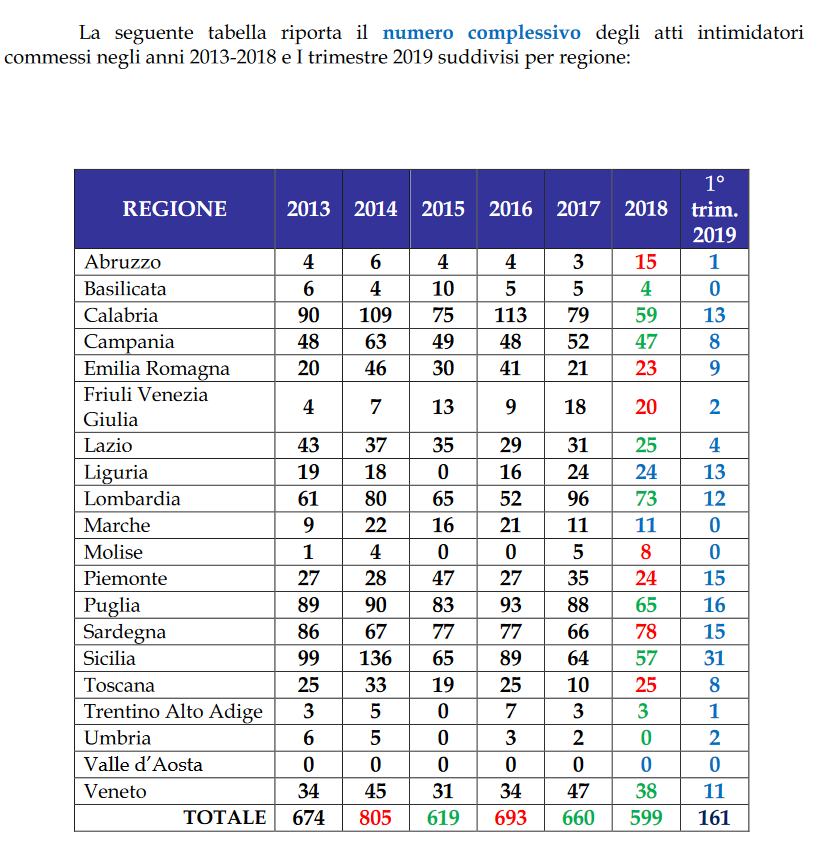 La seguente tabella riporta il numero complessivo degli atti intimidatori
commessi negli anni 2013-2018 e I trimestre 2019 suddivisi per regione:
REGIONE 2013 2014 2015 2016 2017 2018 1° trim. 2019
Abruzzo 4 6 4 4 3 15 1
Basilicata 6 4 10 5 5 4 0
Calabria 90 109 75 113 79 59 13
Campania 48 63 49 48 52 47 8
Emilia Romagna 20 46 30 41 21 23 9
Friuli Venezia
Giulia 4 7 13 9 18 20 2
Lazio 43 37 35 29 31 25 4
Liguria 19 18 0 16 24 24 13
Lombardia 61 80 65 52 96 73 12
Marche 9 22 16 21 11 11 0
Molise 1 4 0 0 5 8 0
Piemonte 27 28 47 27 35 24 15
Puglia 89 90 83 93 88 65 16
Sardegna 86 67 77 77 66 78 15
Sicilia 99 136 65 89 64 57 31
Toscana 25 33 19 25 10 25 8
Trentino Alto Adige 3 5 0 7 3 3 1
Umbria 6 5 0 3 2 0 2
Valle d'Aosta 0 0 0 0 0 0 0
Veneto 34 45 31 34 47 38 11
TOTALE 674 805 619 693 660 599 161